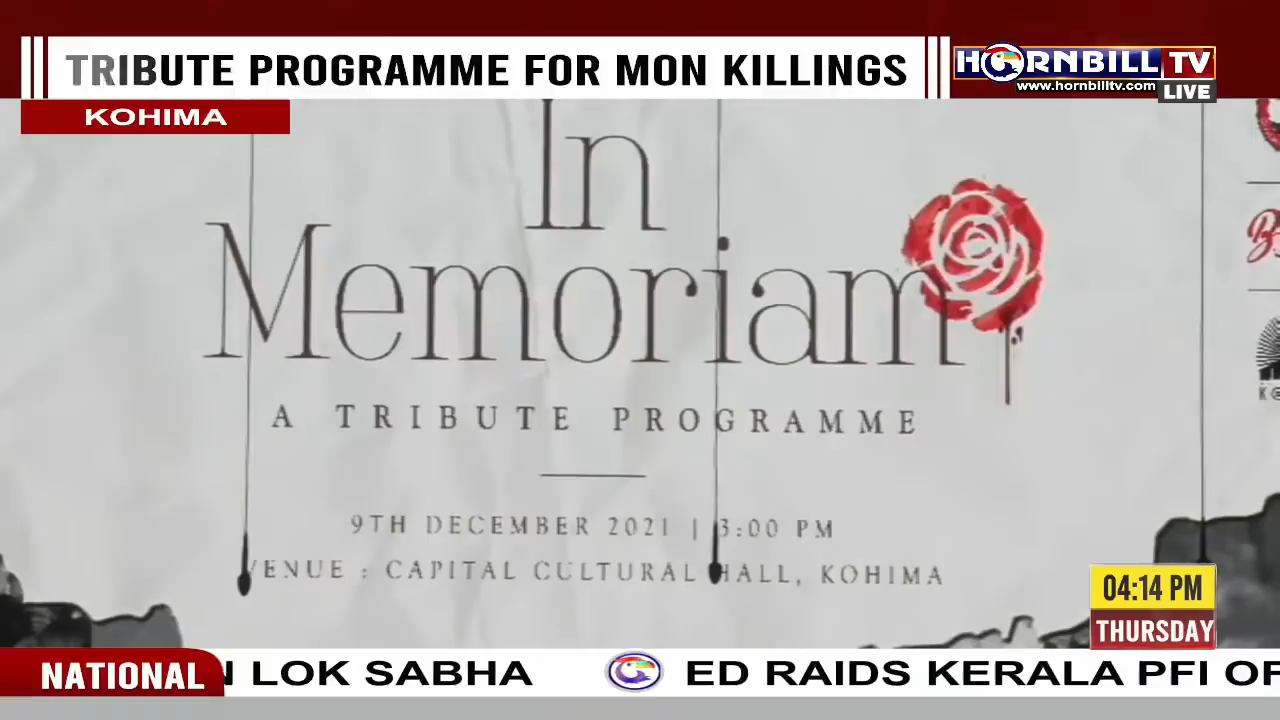 TRIBUTE PROGRAMME FOR MON KILLINGS
HORNBILL TV
www.hornbilltv.com
LIVE
KOHIMA
In
Memoriam
A TRIBUTE PROGRAMME
9TH DECEMBER 2021 | 3:00 PM
VENUE : CAPITAL CULTURAL HALL, KOHIMA
04:14 PM
THURSDAY
NATIONAL
N LOK SABHA
ED RAIDS KERALA PFI OF